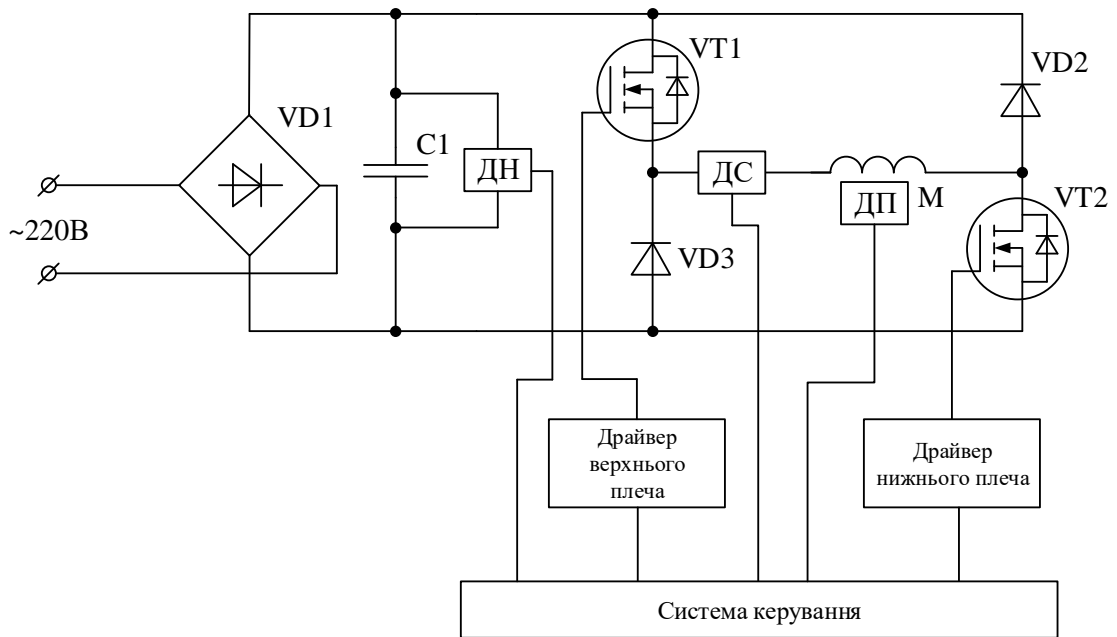 VT1
VD2
VD1
C1
ДН
ДС
ДП
М
VT2
~220В
VD3
Драйвер
верхнього
плеча
Драйвер
нижнього плеча
Система керування